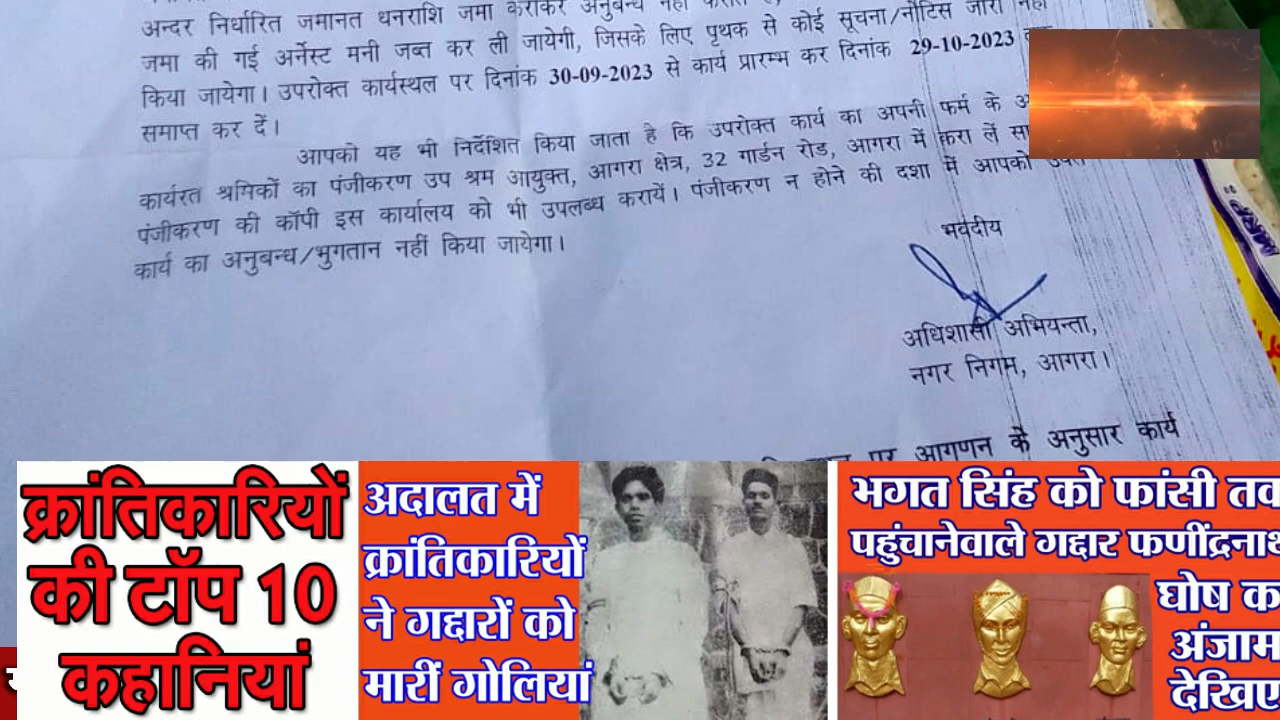 अन्दर निर्धारित जमानत धनराशि जमा कराकर अनुबन्ध नहीं
जमा की गई अर्नेस्ट मनी जब्त कर ली जायेगी, जिसके लिए पृथक से कोई सूचना/नोटिस जारी नहीं
किया जायेगा। उपरोक्त कार्यस्थल पर दिनांक 30-09-2023 से कार्य प्रारम्भ कर दिनांक 29-10-2023
समाप्त कर दें।
आपको यह भी निर्देशित किया जाता है कि उपरोक्त कार्य का अपनी फर्म के
कार्यरत श्रमिकों का पंजीकरण उप श्रम आयुक्त, आगरा क्षेत्र, 32 गार्डन रोड, आगरा में करा लें
पंजीकरण की कॉपी इस कार्यालय को भी उपलब्ध करायें। पंजीकरण न होने की दशा में आपको
कार्य का अनुबन्ध/भुगतान नहीं किया जायेगा।
भवदीय
अधिशासी अभियन्ता,
नगर निगम, आगरा।
पर आगणन के अनुसार कार्य
क्रांतिकारियों
की टॉप 10
कहानियां
अदालत में
क्रांतिकारियों
ने गद्दारों को
मारीं गोलियां
भगत सिंह को फांसी तक
पहुंचानेवाले गद्दार फणींद्रनाथ
घोष का
अंजाम
देखिए